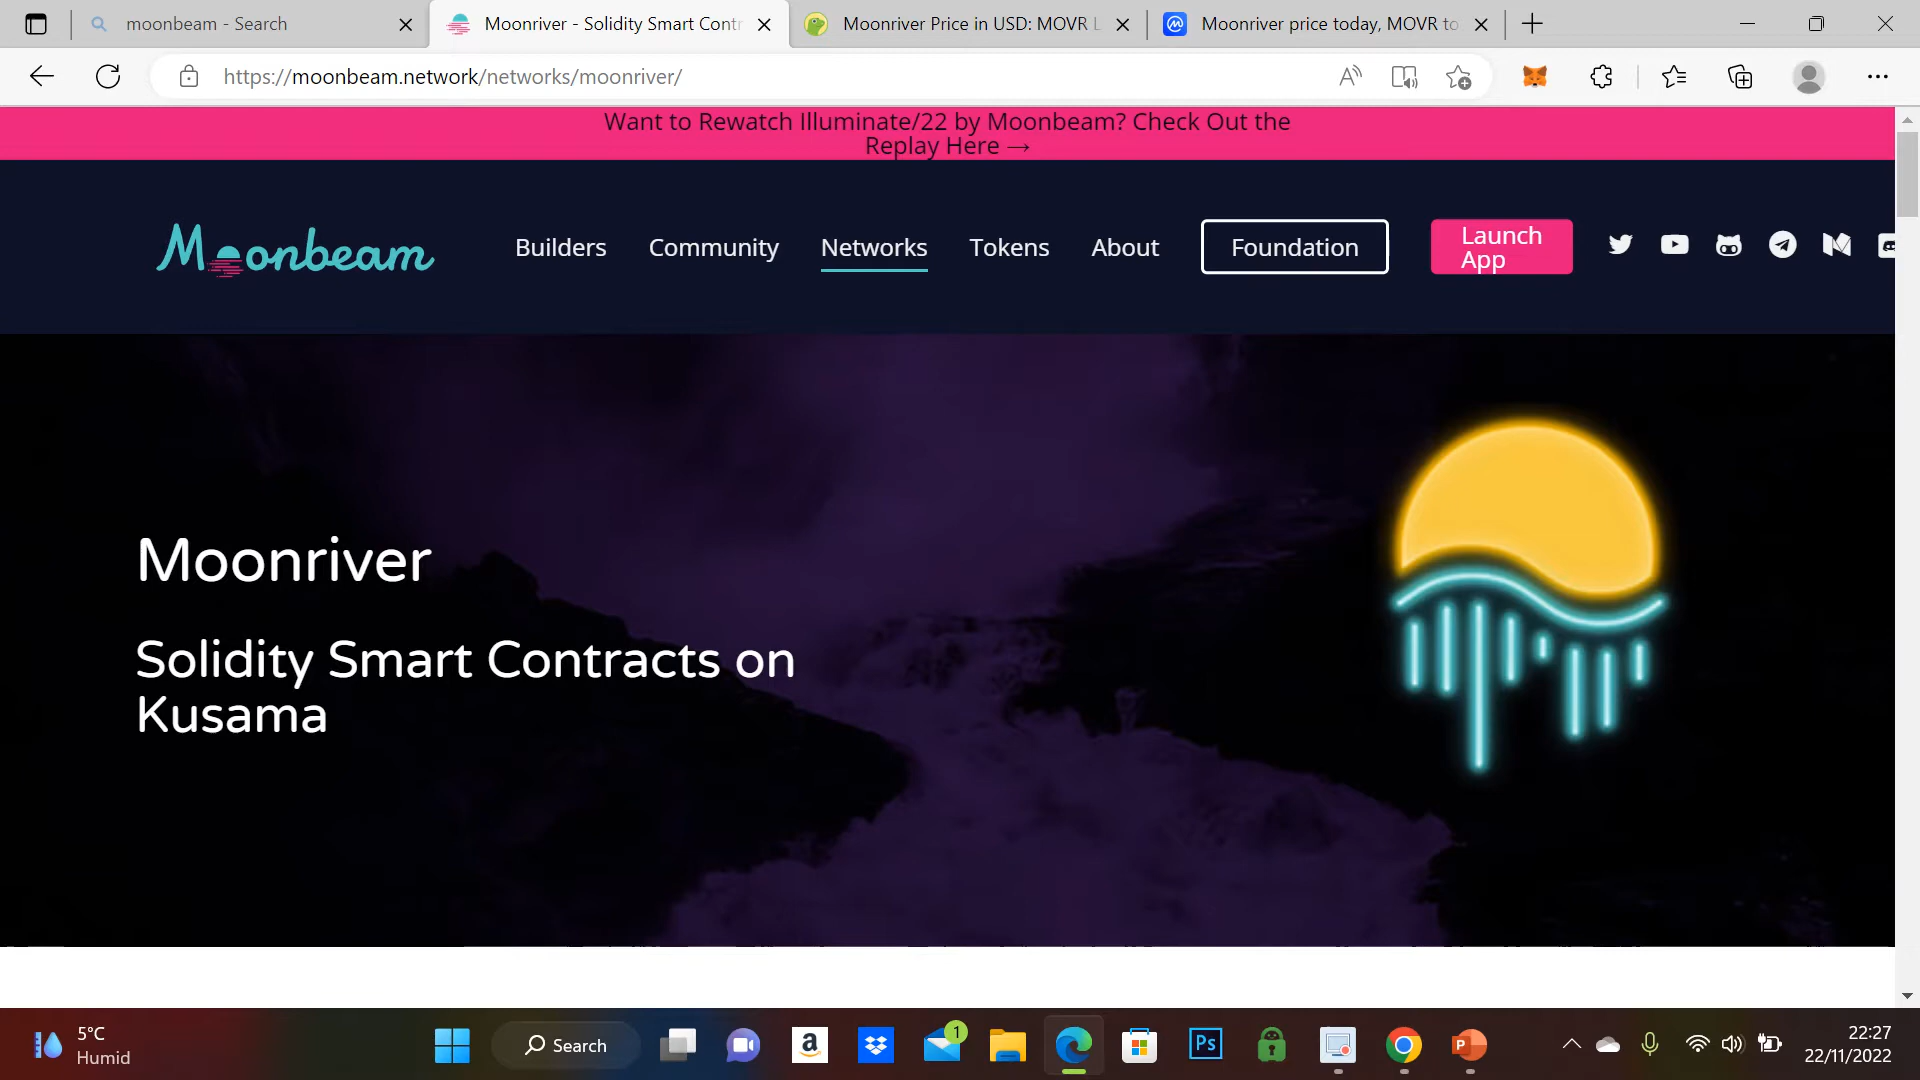 moonbeam - Search
Moonriver - Solidity Smart Contr
Moonriver Price in USD: MOVR L
Moonriver price today, MOVR to
https://moonbeam.network/networks/moonriver/
Want to Rewatch Illuminate/22 by Moonbeam? Check Out the
Replay Here →
Moonbeam
Builders
Community
Networks
Tokens
About
Foundation
Launch
App
Moonriver
Solidity Smart Contracts on
Kusama
5°C
Humid
Search
1
Ps
P
22:27
22/11/2022